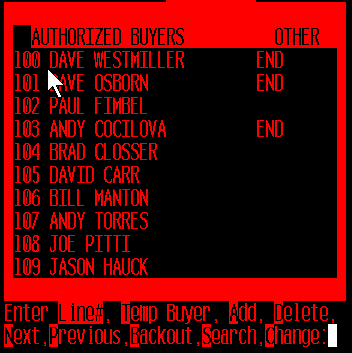 AUTHORIZED BUYERS OTHER
100 DAVE WESTMILLER END
101 DAVE OSBORN END
102 PAUL FIMBEL
103 ANDY COCILOVA END
104 BRAD CLOSSER
105 DAVID CARR
106 BILL MANTON
107 ANDY TORRES
108 JOE PITTI
109 JASON HAUCK
Enter Line#, Temp Buyer, Add, Delete,
Next,Previous,Backout,Search,Change: